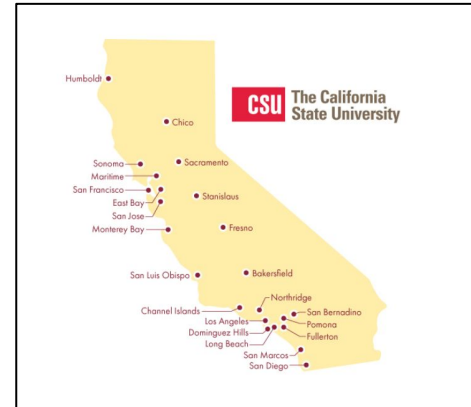 Humboldt
CSU The California
State University
Chico
Sonoma
Sacramento
Maritime
San Francisco
Stanislaus
East Bay
San Jose
Monterey Bay
Fresno
San Luis Obispo
Bakersfield
Channel Islands
Northridge
San Bernadino
Los Angeles
Pomona
Dominguez Hills
Fullerton
Long Beach
San Marcos
San Diego